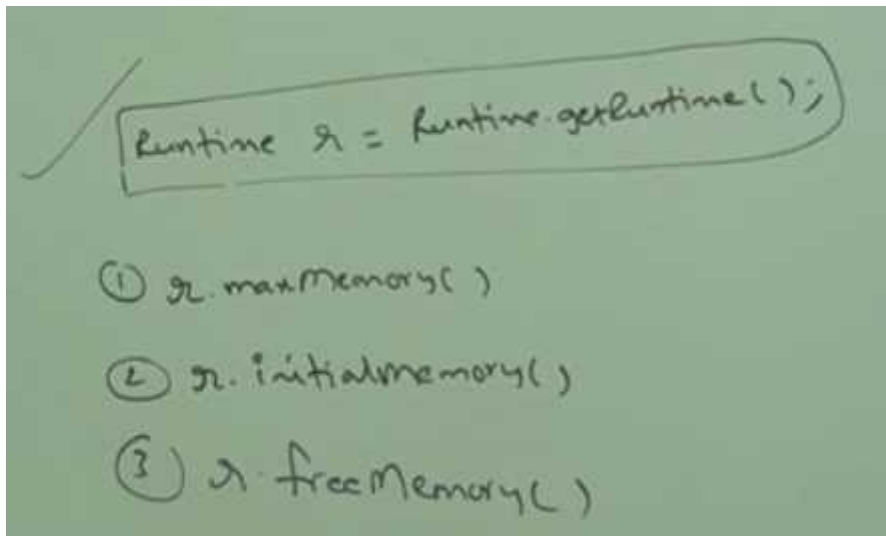 Runtime r = Runtime.getRuntime();
① r.maxMemory()
② r.initialmemory()
③ r.freeMemory()